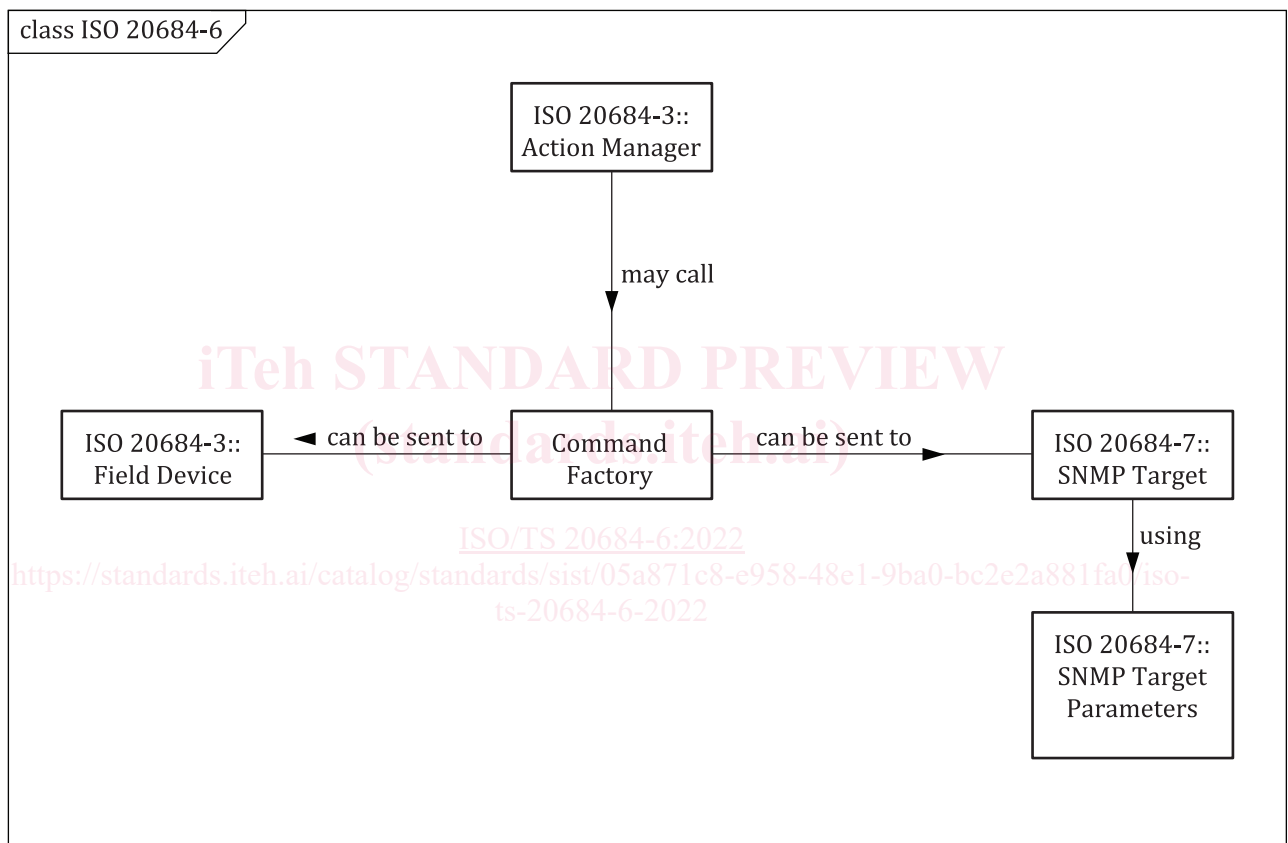 class ISO 20684-6
ISO 20684-3::
Action Manager
may call
iTeh STANDARD PREVIEW
(standards.iteh.ai)
ISO 20684-3::
Field Device
can be sent to
Command
Factory
can be sent to
ISO 20684-7::
SNMP Target
using
ISO/TS 20684-6:2022
https://standards.iteh.ai/catalog/standards/sist/05a871c8-e958-48e1-9ba0-bc2e2a881fa0/iso-
ts-20684-6-2022
ISO 20684-7::
SNMP Target
Parameters